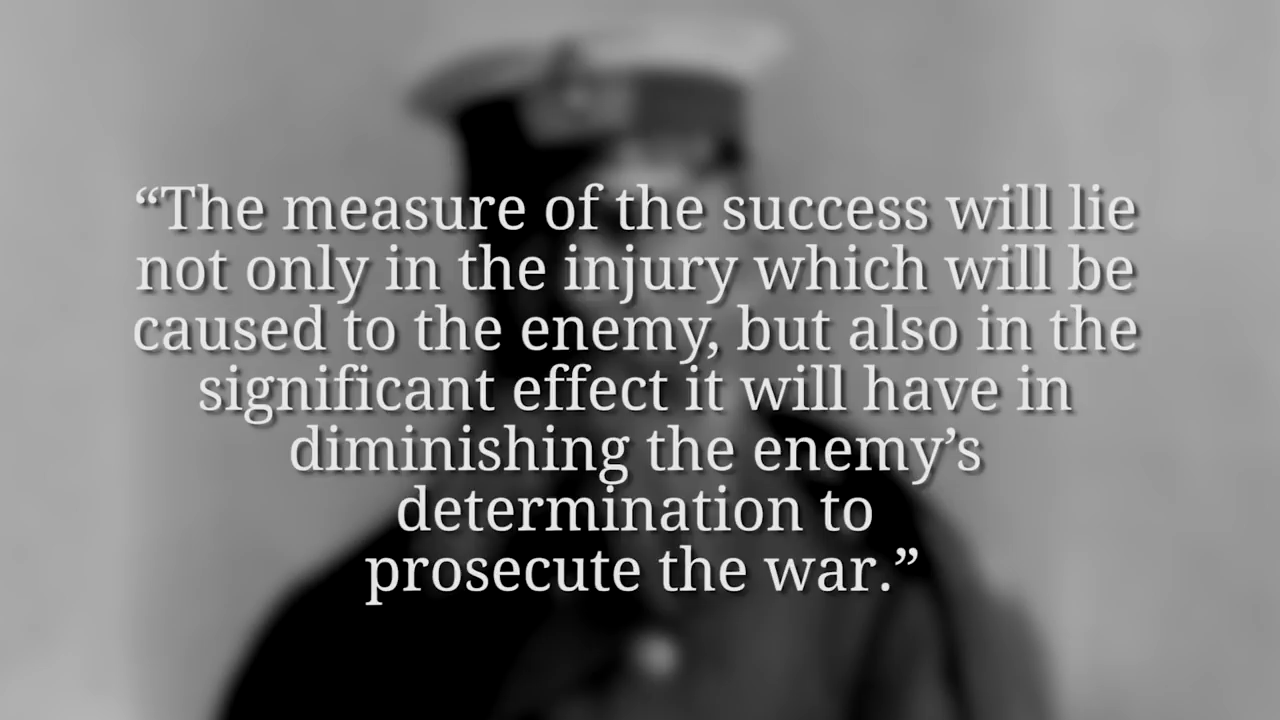 “The measure of the success will lie
not only in the injury which will be
caused to the enemy, but also in the
significant effect it will have in
diminishing the enemy’s
determination to
prosecute the war.”